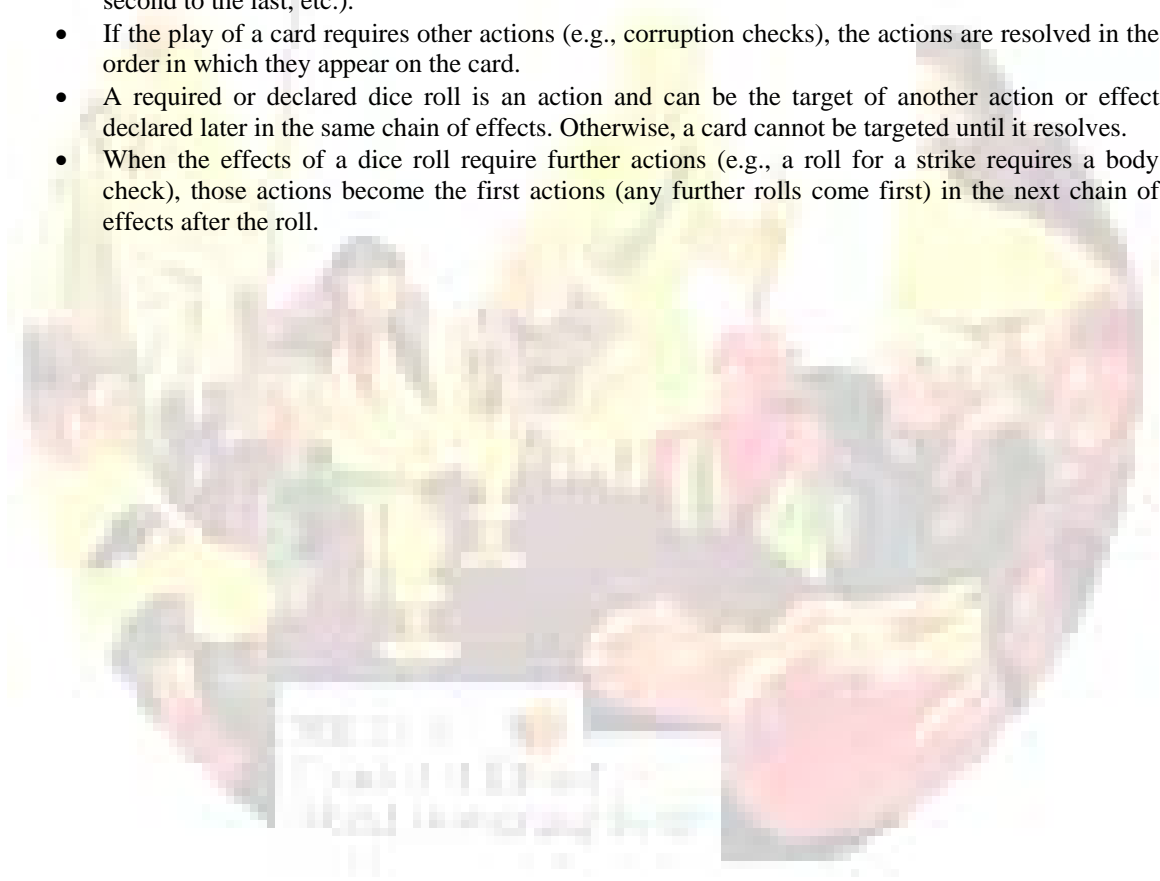 second to the last, etc.).
• If the play of a card requires other actions (e.g., corruption checks), the actions are resolved in the
order in which they appear on the card.
• A required or declared dice roll is an action and can be the target of another action or effect
declared later in the same chain of effects. Otherwise, a card cannot be targeted until it resolves.
• When the effects of a dice roll require further actions (e.g., a roll for a strike requires a body
check), those actions become the first actions (any further rolls come first) in the next chain of
effects after the roll.